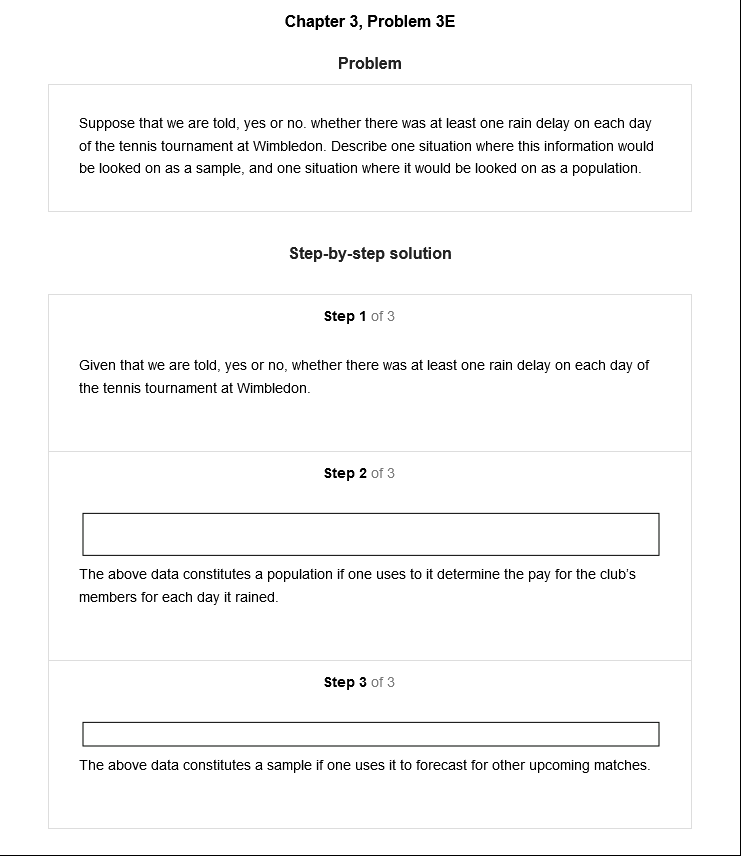 Chapter 3, Problem 3E
Problem
Suppose that we are told, yes or no. whether there was at least one rain delay on each day
of the tennis tournament at Wimbledon. Describe one situation where this information would
be looked on as a sample, and one situation where it would be looked on as a population.
Step-by-step solution
Step 1 of 3
Given that we are told, yes or no, whether there was at least one rain delay on each day of
the tennis tournament at Wimbledon.
Step 2 of 3
The above data constitutes a population if one uses to it determine the pay for the club's
members for each day it rained.
Step 3 of 3
The above data constitutes a sample if one uses it to forecast for other upcoming matches.